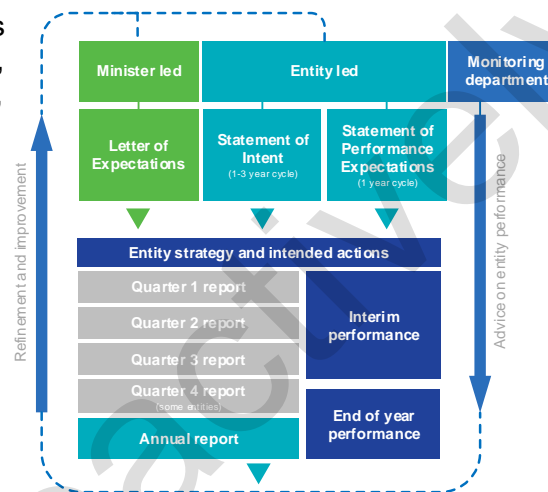 Minister led
Entity led
Monitoring
department
Letter of
Expectations
Statement of
Intent
(1-3 year cycle)
Statement of
Performance
Expectations
(1 year cycle)
Refinement and improvement
Advice on entity performance
Entity strategy and intended actions
Quarter 1 report
Quarter 2 report
Quarter 3 report
Quarter 4 report
(some entities)
Interim
performance
Annual report
End of year
performance